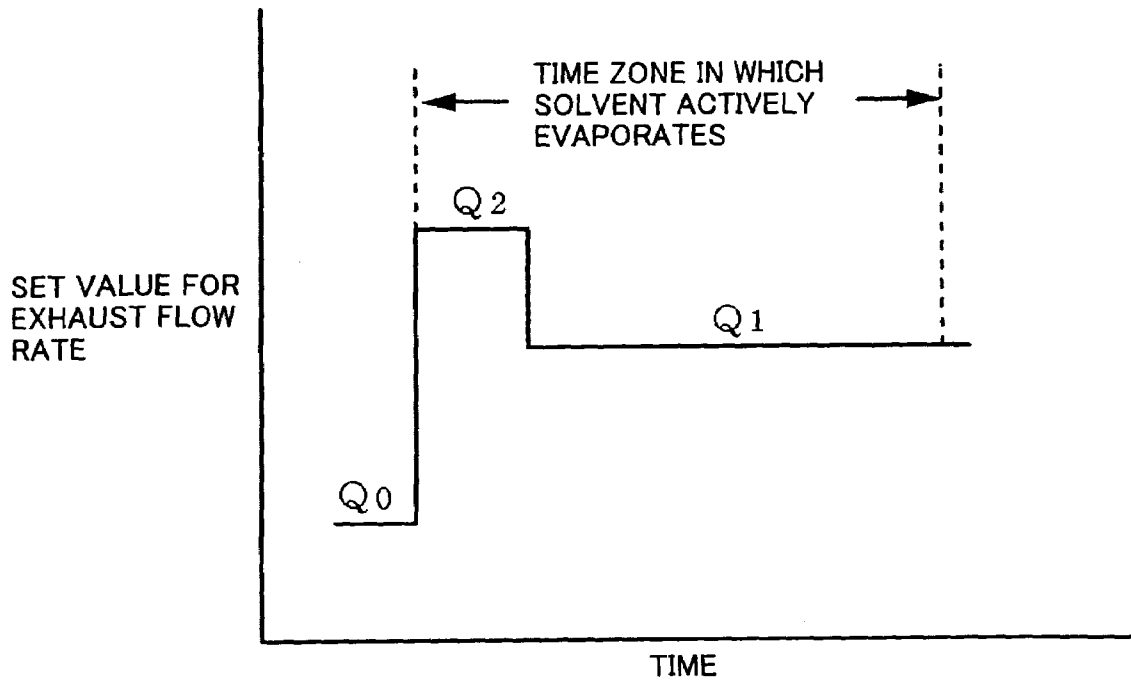 TIME ZONE IN WHICH
SOLVENT ACTIVELY
EVAPORATES
Q2
SET VALUE FOR
EXHAUST FLOW
RATE
Q1
Q0
TIME